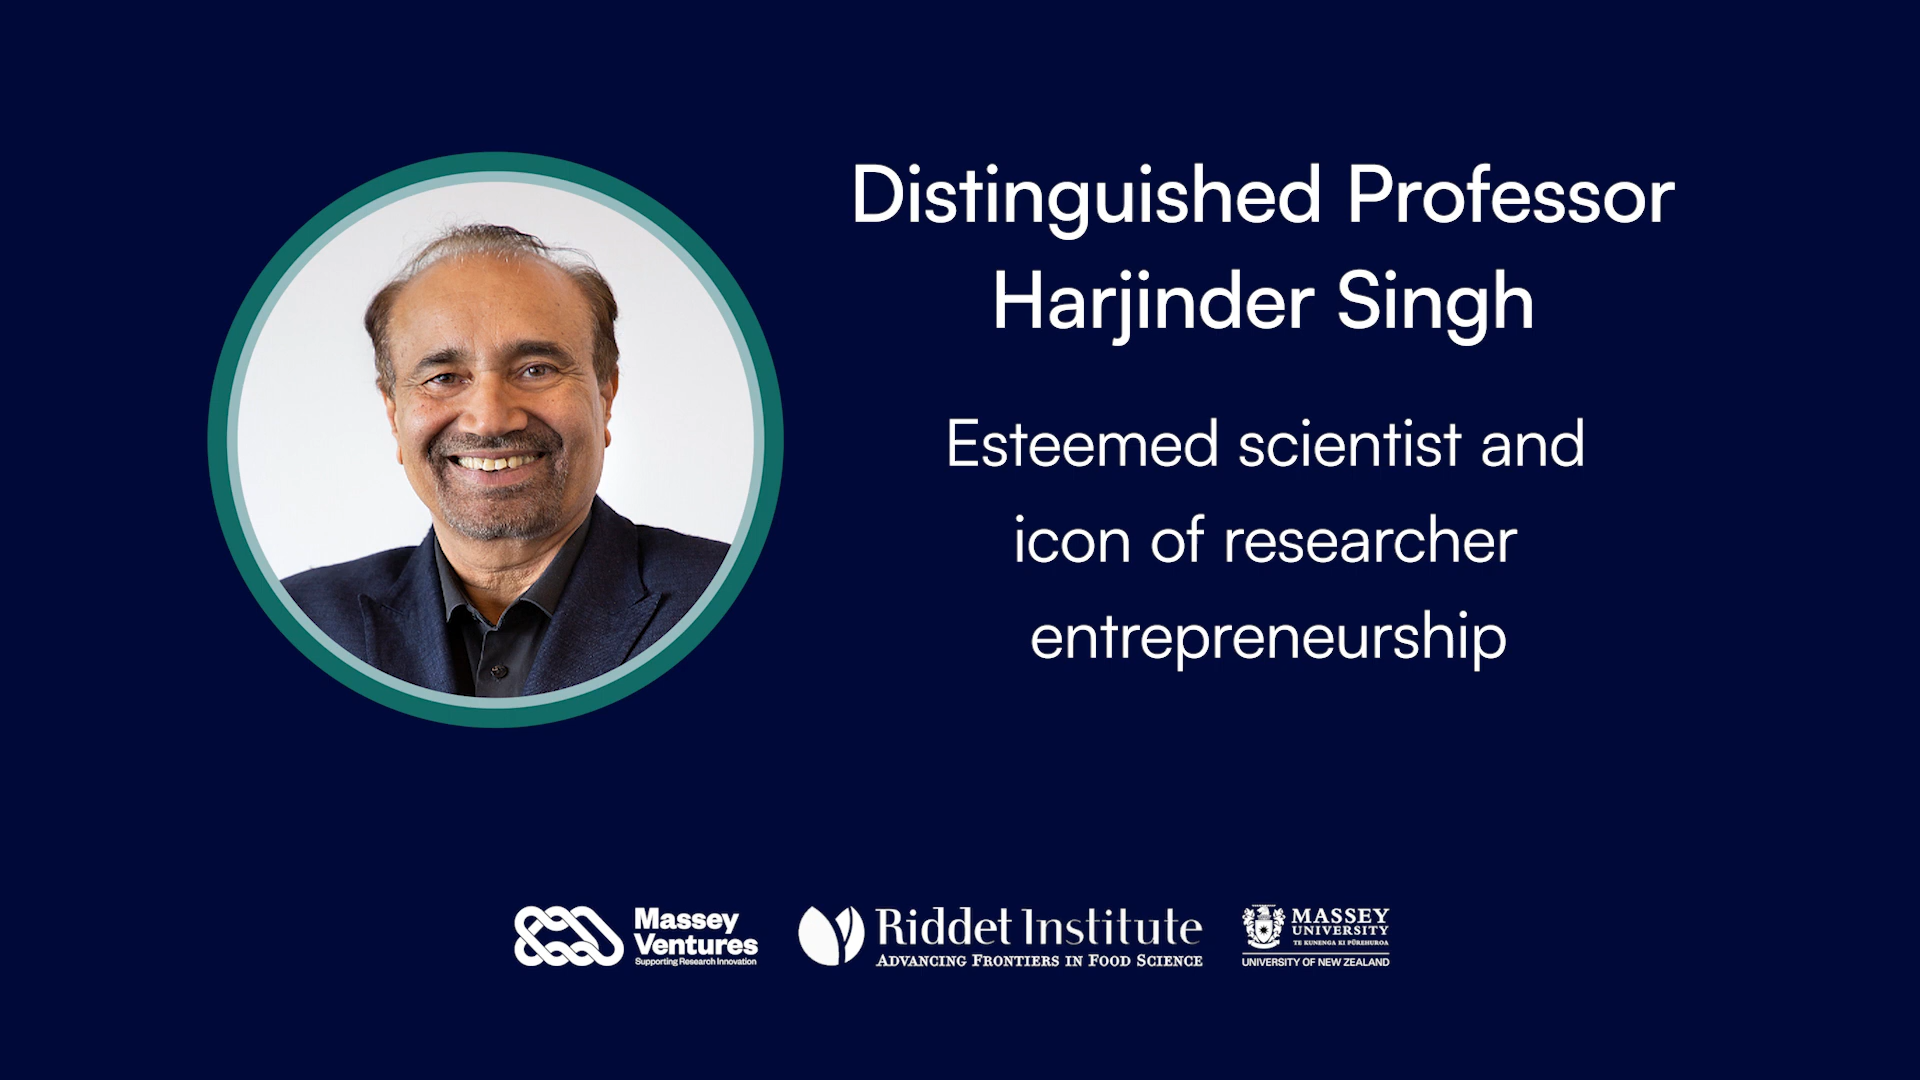 Distinguished Professor
Harjinder Singh
Esteemed scientist and
icon of researcher
entrepreneurship
Massey
Ventures
Supporting Research Innovation
Riddet Institute
ADVANCING FRONTIERS IN FOOD SCIENCE
MASSEY
UNIVERSITY
TE KUNENGA KI PŪREHUROA
UNIVERSITY OF NEW ZEALAND